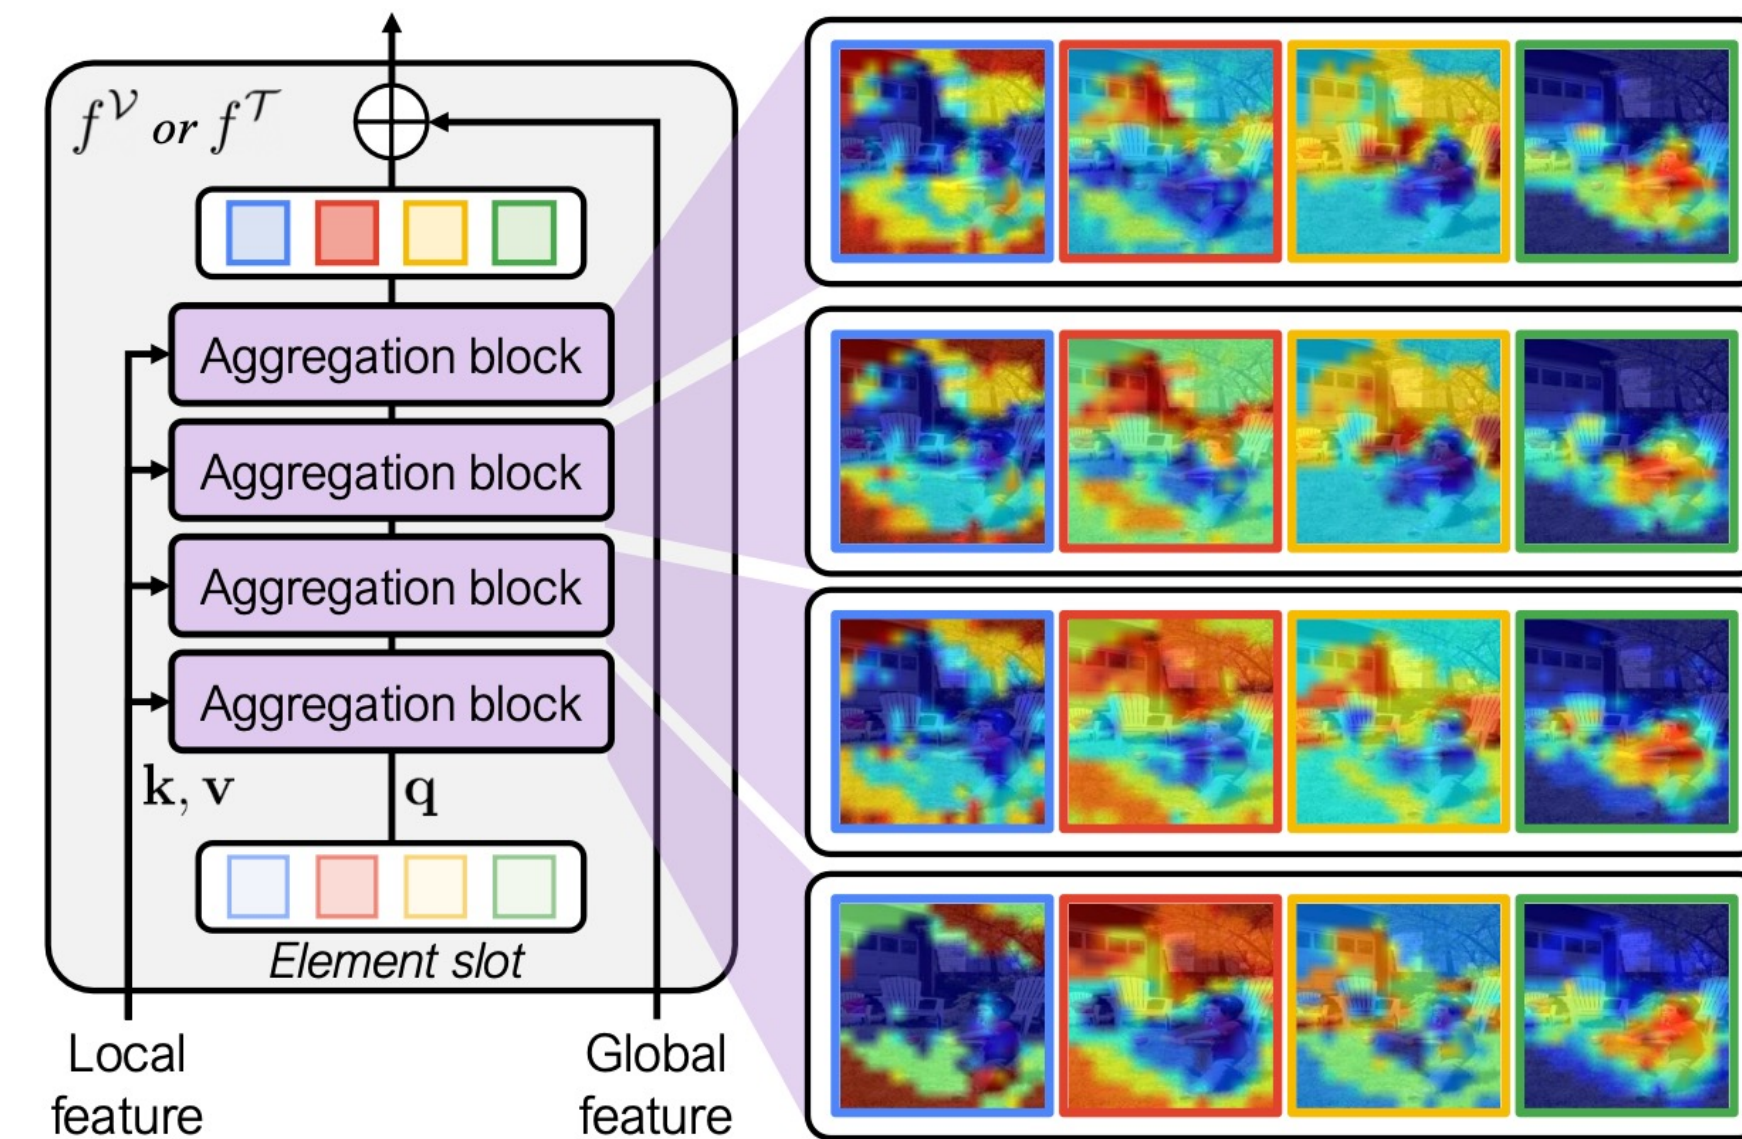 f^𝒱 or f^𝒯
Aggregation block
Aggregation block
Aggregation block
Aggregation block
k, v
q
Element slot
Local
feature
Global
feature